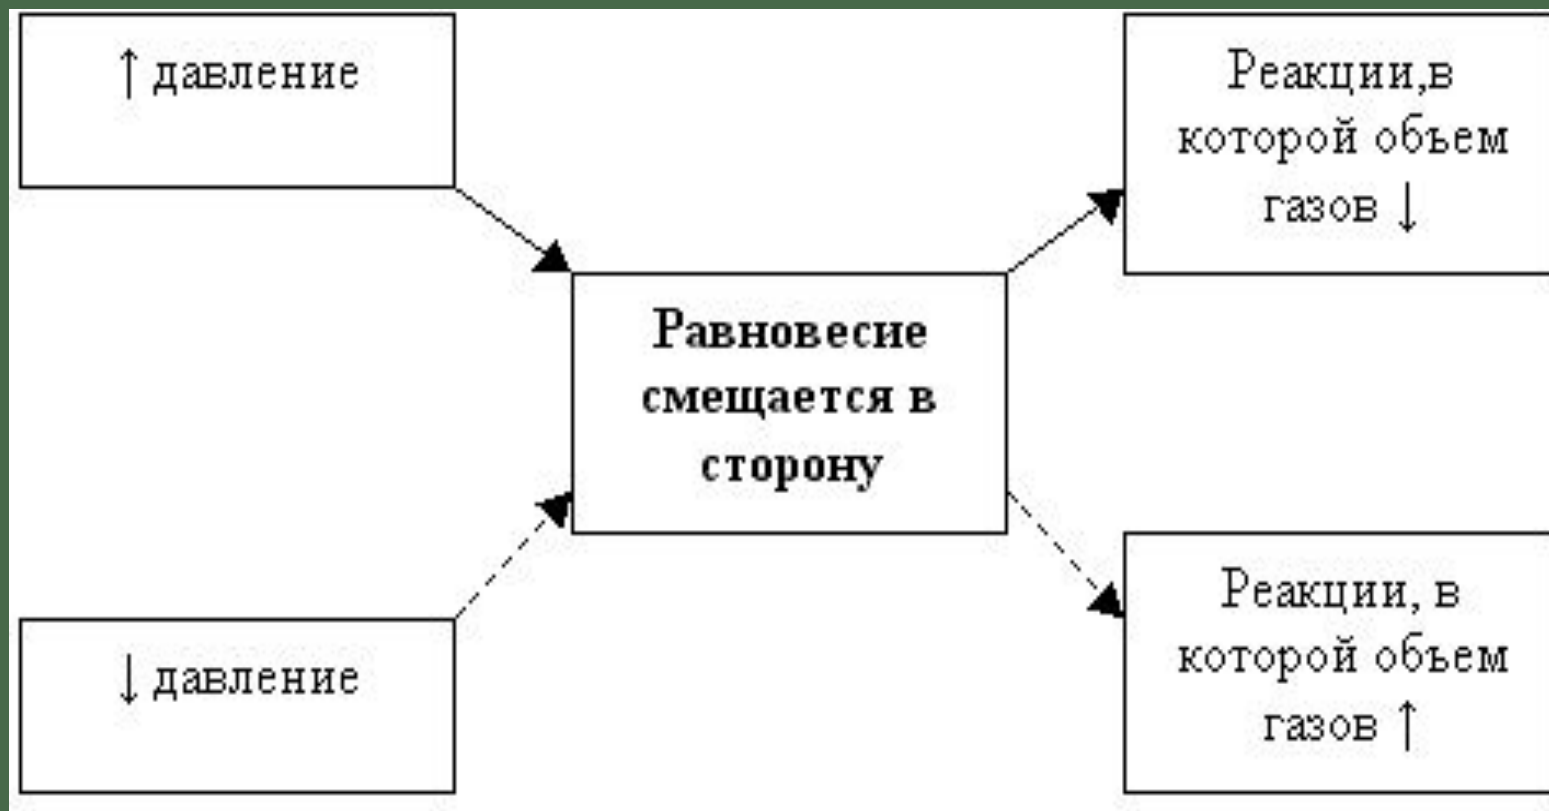 ↑ давление
Реакции,в
которой объем
газов ↓
Равновесие
смещается в
сторону
↓ давление
Реакции, в
которой объем
газов ↑